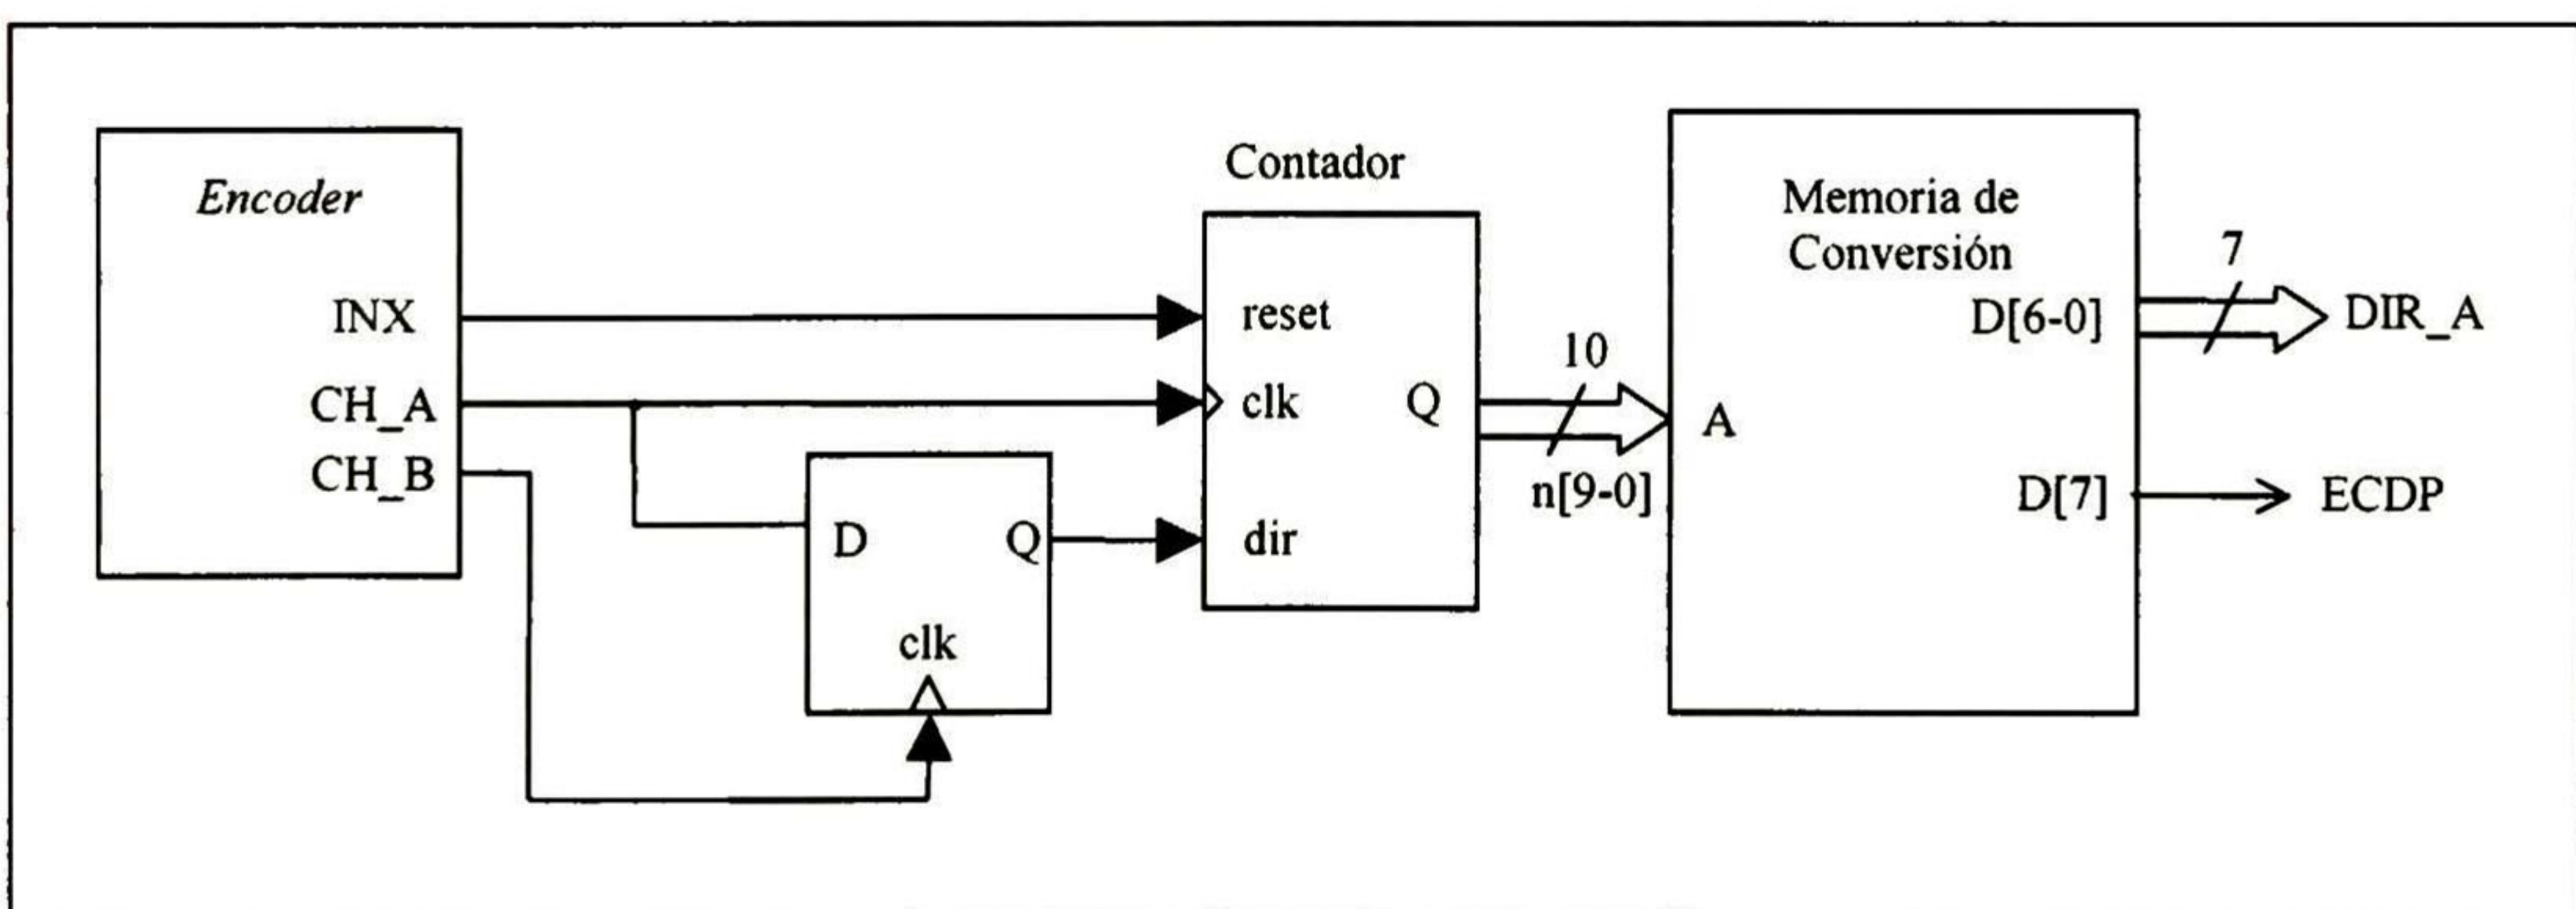 Encoder
INX
CH_A
CH_B
D
Q
clk
Contador
reset
clk
Q
dir
10
n[9-0]
Memoria de
Conversión
A
D[6-0]
D[7]
7
DIR_A
ECDP